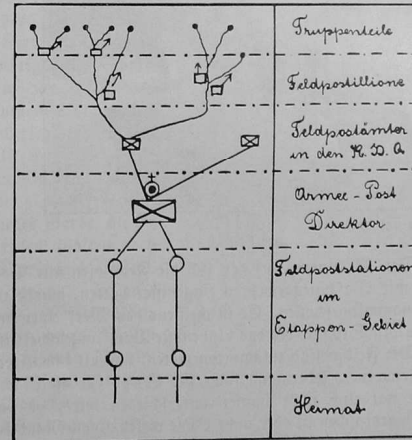 Truppenteile
Feldpostillione
Feldpostämter
in den K. D. A.
Armee - Post
Direktor
Feldpoststationen
im
Etappen - Gebiet
Heimat